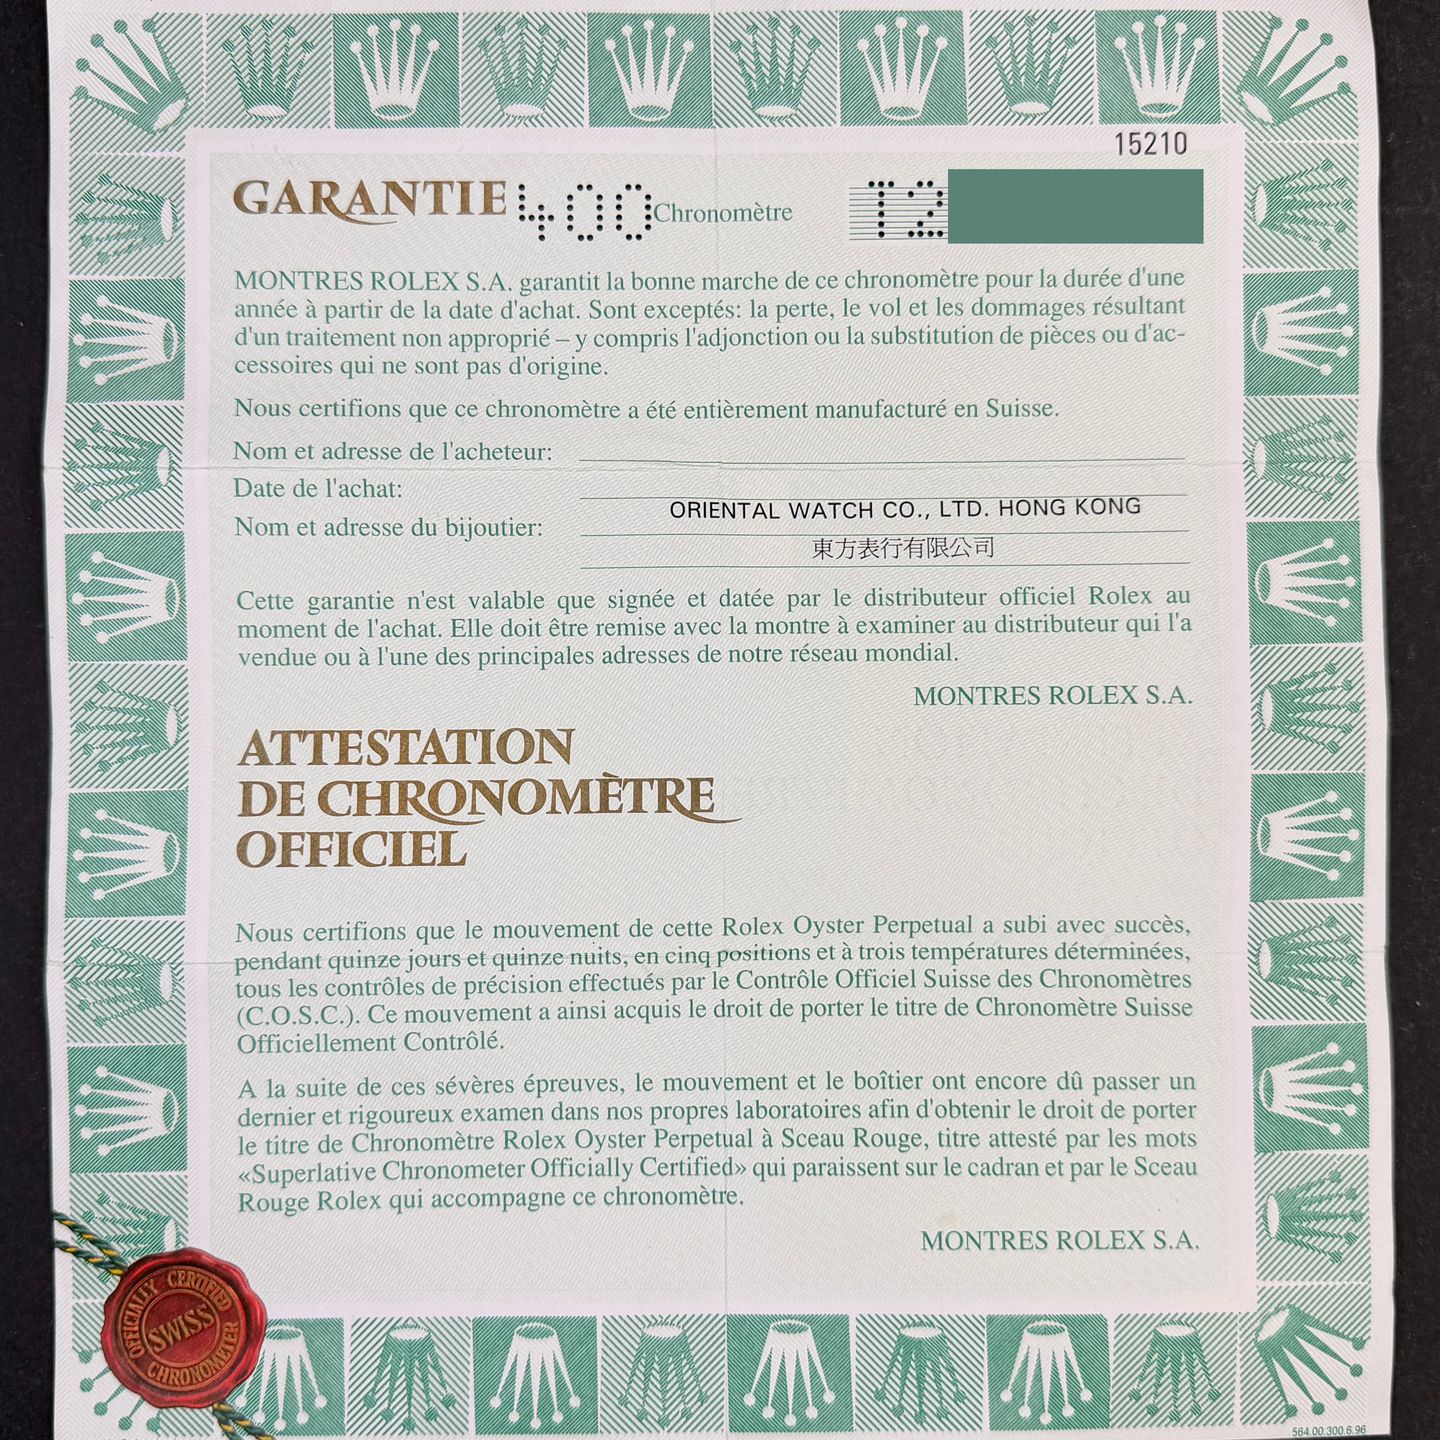 15210
GARANTIE 400 Chronomètre T2
MONTRES ROLEX S.A. garantit la bonne marche de ce chronomètre pour la durée d'une
année à partir de la date d'achat. Sont exceptés: la perte, le vol et les dommages résultant
d'un traitement non approprié – y compris l'adjonction ou la substitution de pièces ou d'ac-
cessoires qui ne sont pas d'origine.
Nous certifions que ce chronomètre a été entièrement manufacturé en Suisse.
Nom et adresse de l'acheteur:
Date de l'achat:
ORIENTAL WATCH CO., LTD. HONG KONG
Nom et adresse du bijoutier:
東方表行有限公司
Cette garantie n'est valable que signée et datée par le distributeur officiel Rolex au
moment de l'achat. Elle doit être remise avec la montre à examiner au distributeur qui l'a
vendue ou à l'une des principales adresses de notre réseau mondial.
MONTRES ROLEX S.A.
ATTESTATION
DE CHRONOMÈTRE
OFFICIEL
Nous certifions que le mouvement de cette Rolex Oyster Perpetual a subi avec succès,
pendant quinze jours et quinze nuits, en cinq positions et à trois températures déterminées,
tous les contrôles de précision effectués par le Contrôle Officiel Suisse des Chronomètres
(C.O.S.C.). Ce mouvement a ainsi acquis le droit de porter le titre de Chronomètre Suisse
Officiellement Contrôlé.
A la suite de ces sévères épreuves, le mouvement et le boîtier ont encore dû passer un
dernier et rigoureux examen dans nos propres laboratoires afin d'obtenir le droit de porter
le titre de Chronomètre Rolex Oyster Perpetual à Sceau Rouge, titre attesté par les mots
«Superlative Chronometer Officially Certified» qui paraissent sur le cadran et par le Sceau
Rouge Rolex qui accompagne ce chronomètre.
MONTRES ROLEX S.A.
OFFICIALLY CERTIFIED
SWISS
CHRONOMETER
564.00.300.6.96